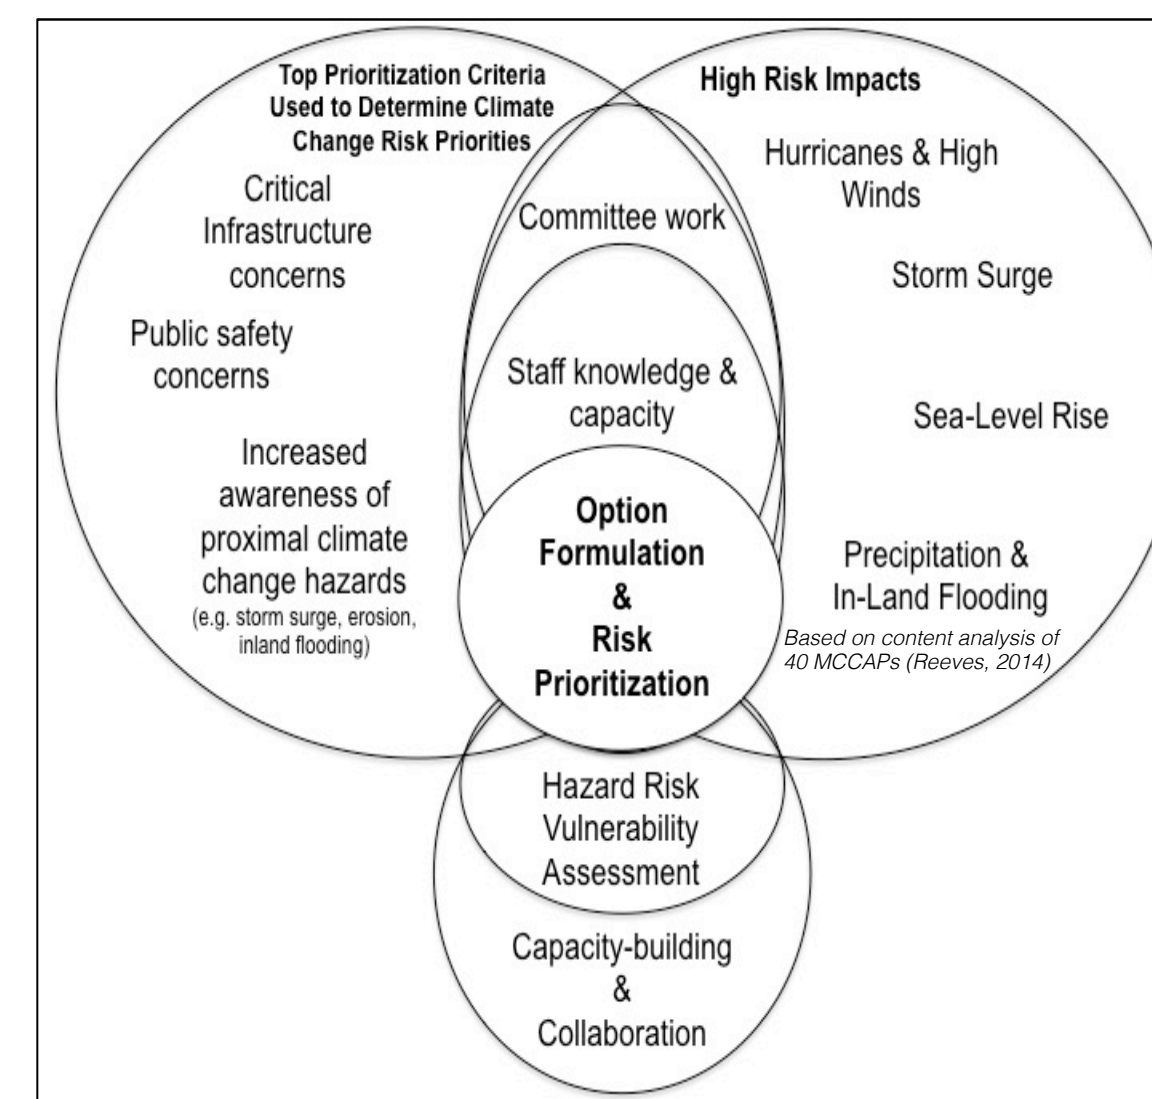 Top Prioritization Criteria
Used to Determine Climate
Change Risk Priorities
Critical
Infrastructure
concerns
Public safety
concerns
Increased
awareness of
proximal climate
change hazards
(e.g. storm surge, erosion,
inland flooding)
Committee work
Staff knowledge &
capacity
Option
Formulation
&
Risk
Prioritization
High Risk Impacts
Hurricanes & High
Winds
Storm Surge
Sea-Level Rise
Precipitation &
In-Land Flooding
Based on content analysis of
40 MCCAPs (Reeves, 2014)
Hazard Risk
Vulnerability
Assessment
Capacity-building
&
Collaboration